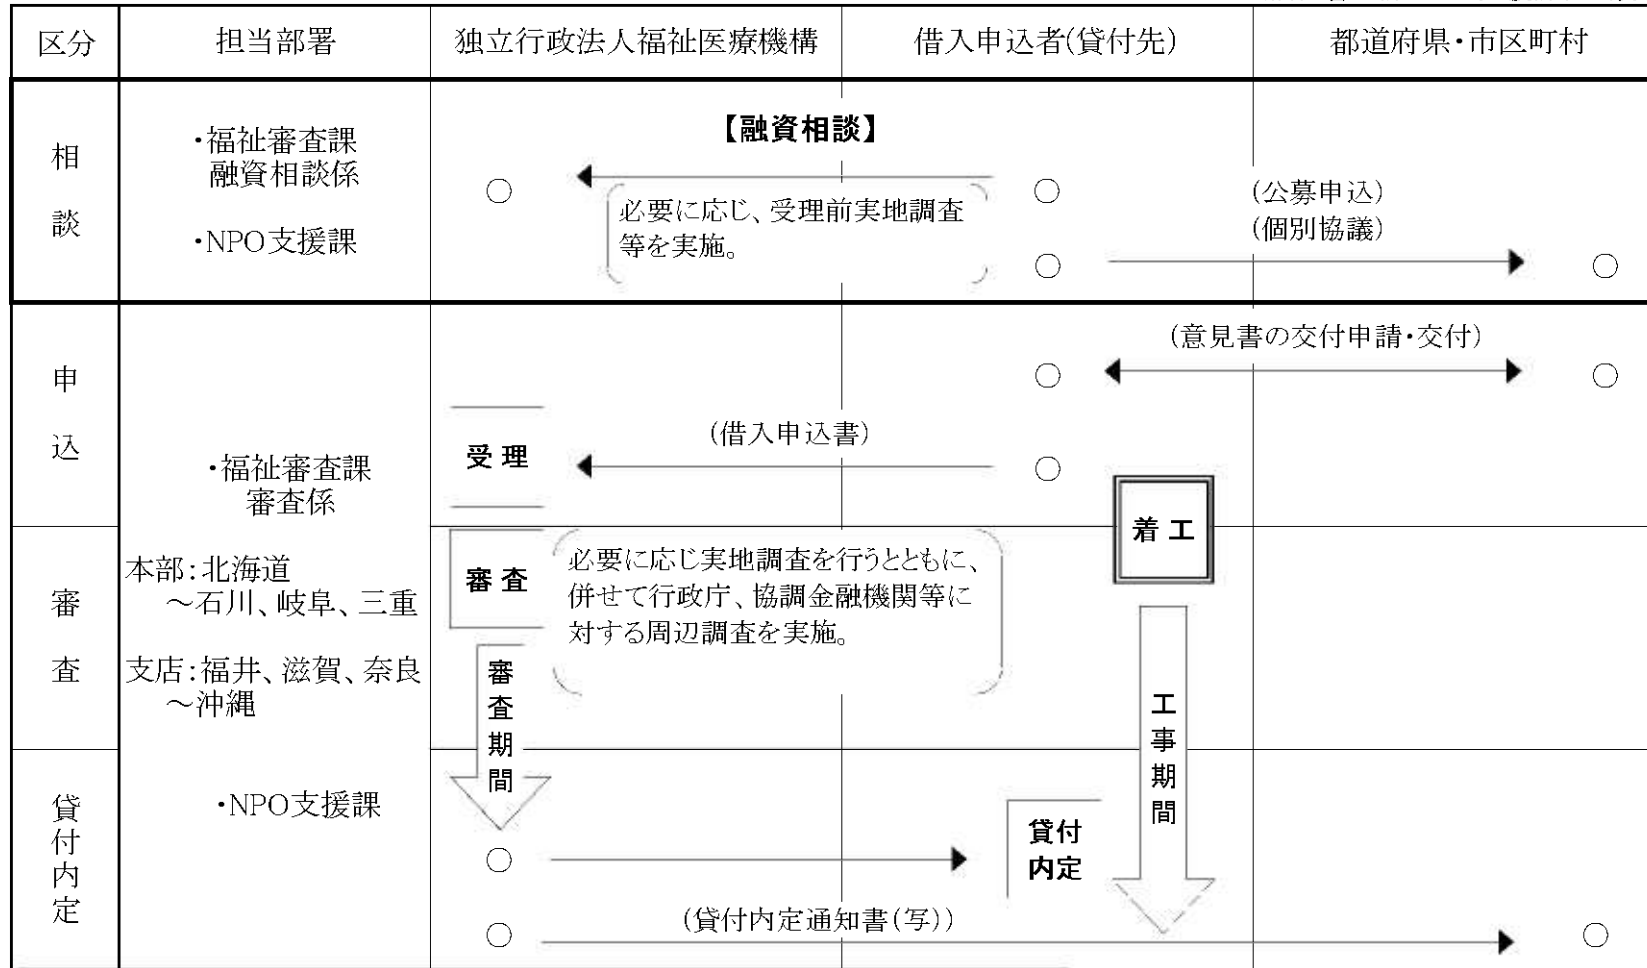 区分
担当部署
独立行政法人福祉医療機構
借入申込者(貸付先)
都道府県・市区町村
相談
・福祉審査課
融資相談係
・NPO支援課
【融資相談】
○
○
必要に応じ、受理前実地調査
等を実施。
(公募申込)
(個別協議)
○
○
申込
(意見書の交付申請・交付)
○
○
・福祉審査課
審査係
受理
(借入申込書)
○
着工
審査
本部：北海道
～石川、岐阜、三重
支店：福井、滋賀、奈良
～沖縄
審査
必要に応じ実地調査を行うとともに、
併せて行政庁、協調金融機関等に
対する周辺調査を実施。
審査期間
工事期間
貸付内定
・NPO支援課
○
貸付
内定
○
(貸付内定通知書(写))
○